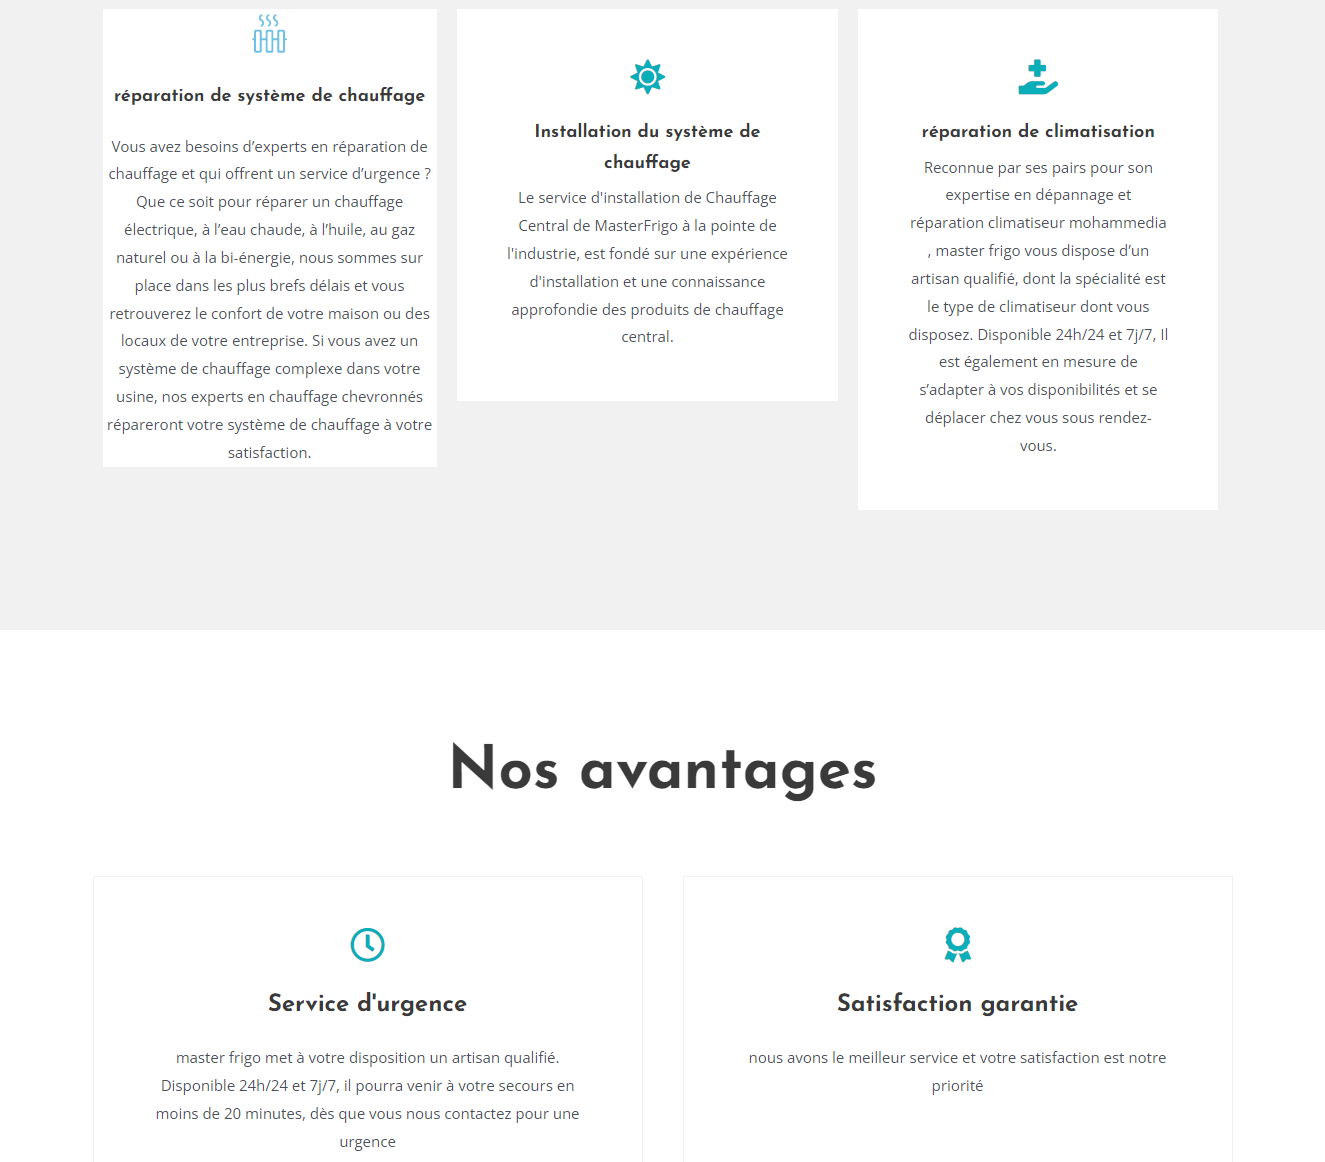 réparation de système de chauffage
Vous avez besoins d’experts en réparation de
chauffage et qui offrent un service d’urgence ?
Que ce soit pour réparer un chauffage
électrique, à l’eau chaude, à l’huile, au gaz
naturel ou à la bi-énergie, nous sommes sur
place dans les plus brefs délais et vous
retrouverez le confort de votre maison ou des
locaux de votre entreprise. Si vous avez un
système de chauffage complexe dans votre
usine, nos experts en chauffage chevronnés
répareront votre système de chauffage à votre
satisfaction.
Installation du système de
chauffage
Le service d'installation de Chauffage
Central de MasterFrigo à la pointe de
l'industrie, est fondé sur une expérience
d'installation et une connaissance
approfondie des produits de chauffage
central.
réparation de climatisation
Reconnue par ses pairs pour son
expertise en dépannage et
réparation climatiseur mohammedia
, master frigo vous dispose d’un
artisan qualifié, dont la spécialité est
le type de climatiseur dont vous
disposez. Disponible 24h/24 et 7j/7, Il
est également en mesure de
s’adapter à vos disponibilités et se
déplacer chez vous sous rendez-
vous.
Nos avantages
Service d'urgence
master frigo met à votre disposition un artisan qualifié.
Disponible 24h/24 et 7j/7, il pourra venir à votre secours en
moins de 20 minutes, dès que vous nous contactez pour une
urgence
Satisfaction garantie
nous avons le meilleur service et votre satisfaction est notre
priorité